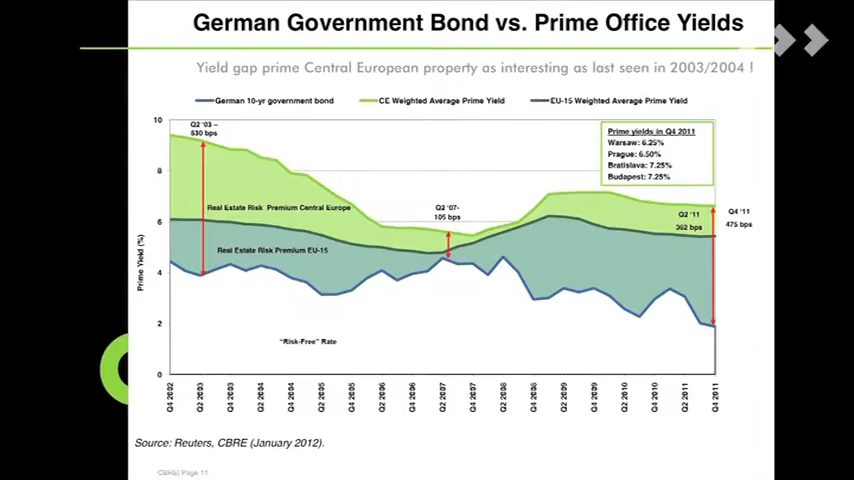 German Government Bond vs. Prime Office Yields
Yield gap prime Central European property as interesting as last seen in 2003/2004 !
German 10-yr government bond
CE Weighted Average Prime Yield
EU-15 Weighted Average Prime Yield
Prime Yield (%)
10
8
6
4
2
0
Q2 '03 –
530 bps
Real Estate Risk Premium Central Europe
Real Estate Risk Premium EU-15
"Risk-Free" Rate
Q2 '07-
105 bps
Prime yields in Q4 2011
Warsaw: 6.25%
Prague: 6.50%
Bratislava: 7.25%
Budapest: 7.25%
Q2 '11
362 bps
Q4 '11
475 bps
Q4 2002
Q2 2003
Q4 2003
Q2 2004
Q4 2004
Q2 2005
Q4 2005
Q2 2006
Q4 2006
Q2 2007
Q4 2007
Q2 2008
Q4 2008
Q2 2009
Q4 2009
Q2 2010
Q4 2010
Q2 2011
Q4 2011
Source: Reuters, CBRE (January 2012).
CBRE| Page 11